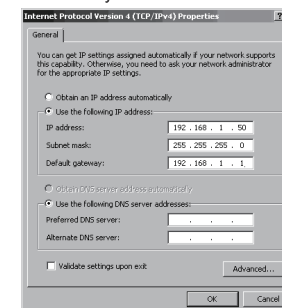 Internet Protocol Version 4 (TCP/IPv4) Properties ?
General
You can get IP settings assigned automatically if your network supports
this capability. Otherwise, you need to ask your network administrator
for the appropriate IP settings.
Obtain an IP address automatically
Use the following IP address:
IP address: 192 . 168 . 1 . 50
Subnet mask: 255 . 255 . 255 . 0
Default gateway: 192 . 168 . 1 . 1
Obtain DNS server address automatically
Use the following DNS server addresses:
Preferred DNS server: . . .
Alternate DNS server: . . .
Validate settings upon exit
Advanced...
OK Cancel